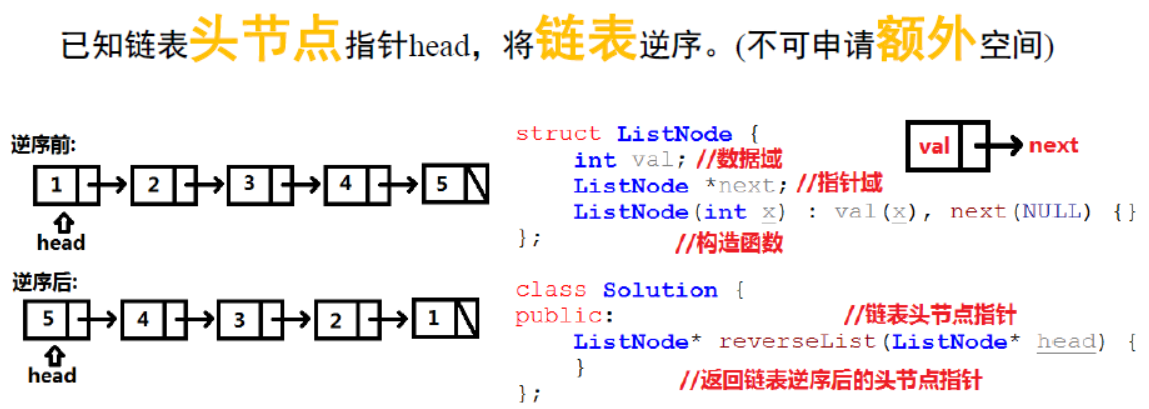 已知链表头节点指针head，将链表逆序。(不可申请额外空间)
逆序前:
1 2 3 4 5
head
逆序后:
5 4 3 2 1
head
struct ListNode {
int val; //数据域
ListNode *next; //指针域
ListNode(int x) : val(x), next(NULL) {}
}; //构造函数
val next
class Solution {
public: //链表头节点指针
ListNode* reverseList(ListNode* head) {
}
//返回链表逆序后的头节点指针
};